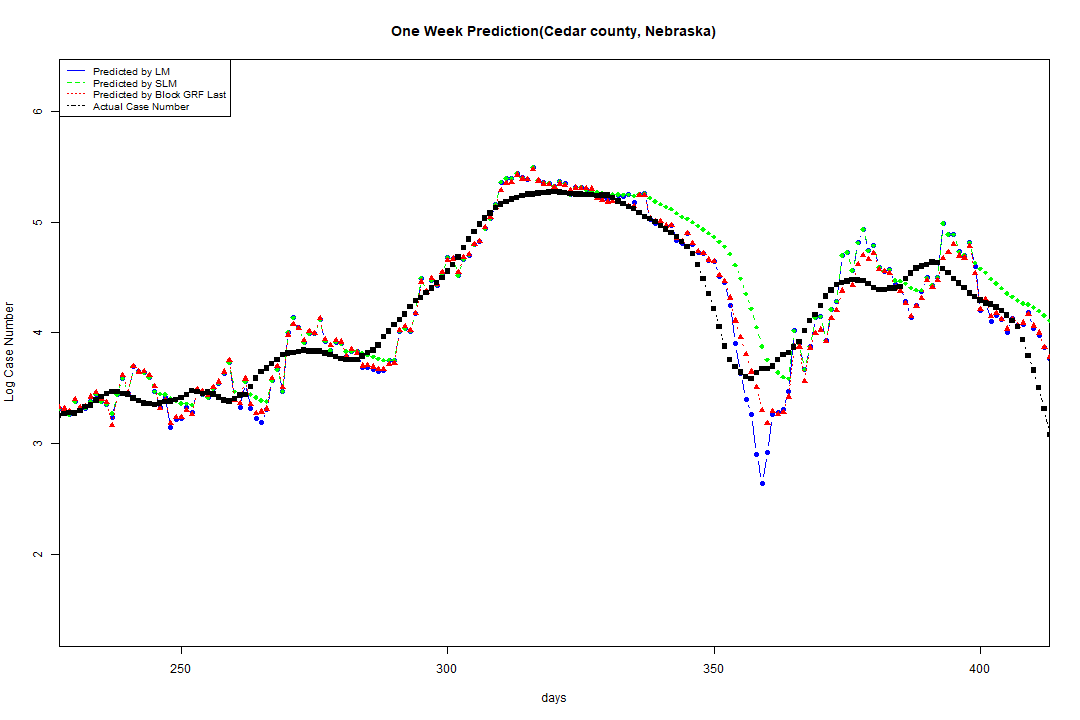 One Week Prediction(Cedar county, Nebraska)
Predicted by LM
Predicted by SLM
Predicted by Block GRF Last
Actual Case Number
Log Case Number
6
5
4
3
2
250 300 350 400
days